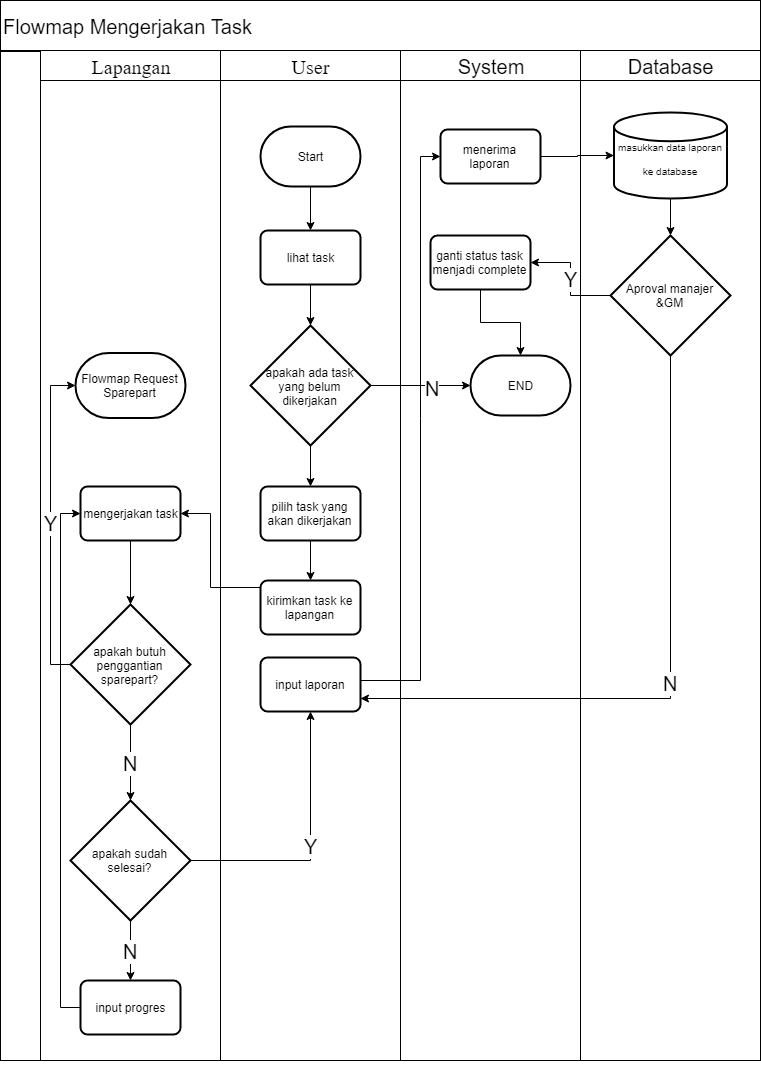 Flowmap Mengerjakan Task
Lapangan
User
System
Database
Start
menerima
laporan
masukkan data laporan
ke database
lihat task
ganti status task
menjadi complete
Y
Aproval manajer
&GM
Flowmap Request
Sparepart
apakah ada task
yang belum
dikerjakan
N
END
mengerjakan task
pilih task yang
akan dikerjakan
Y
kirimkan task ke
lapangan
apakah butuh
penggantian
sparepart?
input laporan
N
N
apakah sudah
selesai?
Y
N
input progres